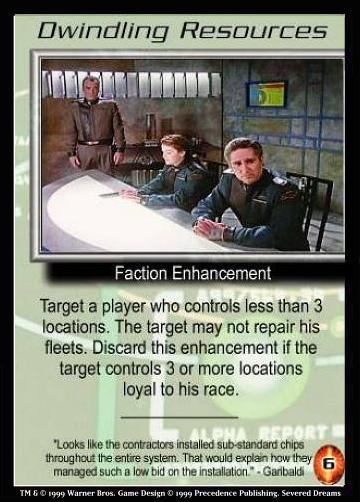 Dwindling Resources
Faction Enhancement
Target a player who controls less than 3
locations. The target may not repair his
fleets. Discard this enhancement if the
target controls 3 or more locations
loyal to his race.
"Looks like the contractors installed sub-standard chips
throughout the entire system. That would explain how they
managed such a low bid on the installation." - Garibaldi
6
ALPHA REPORT
TM & © 1999 Warner Bros. Game Design © 1999 Precedence Publishing. Severed Dreams